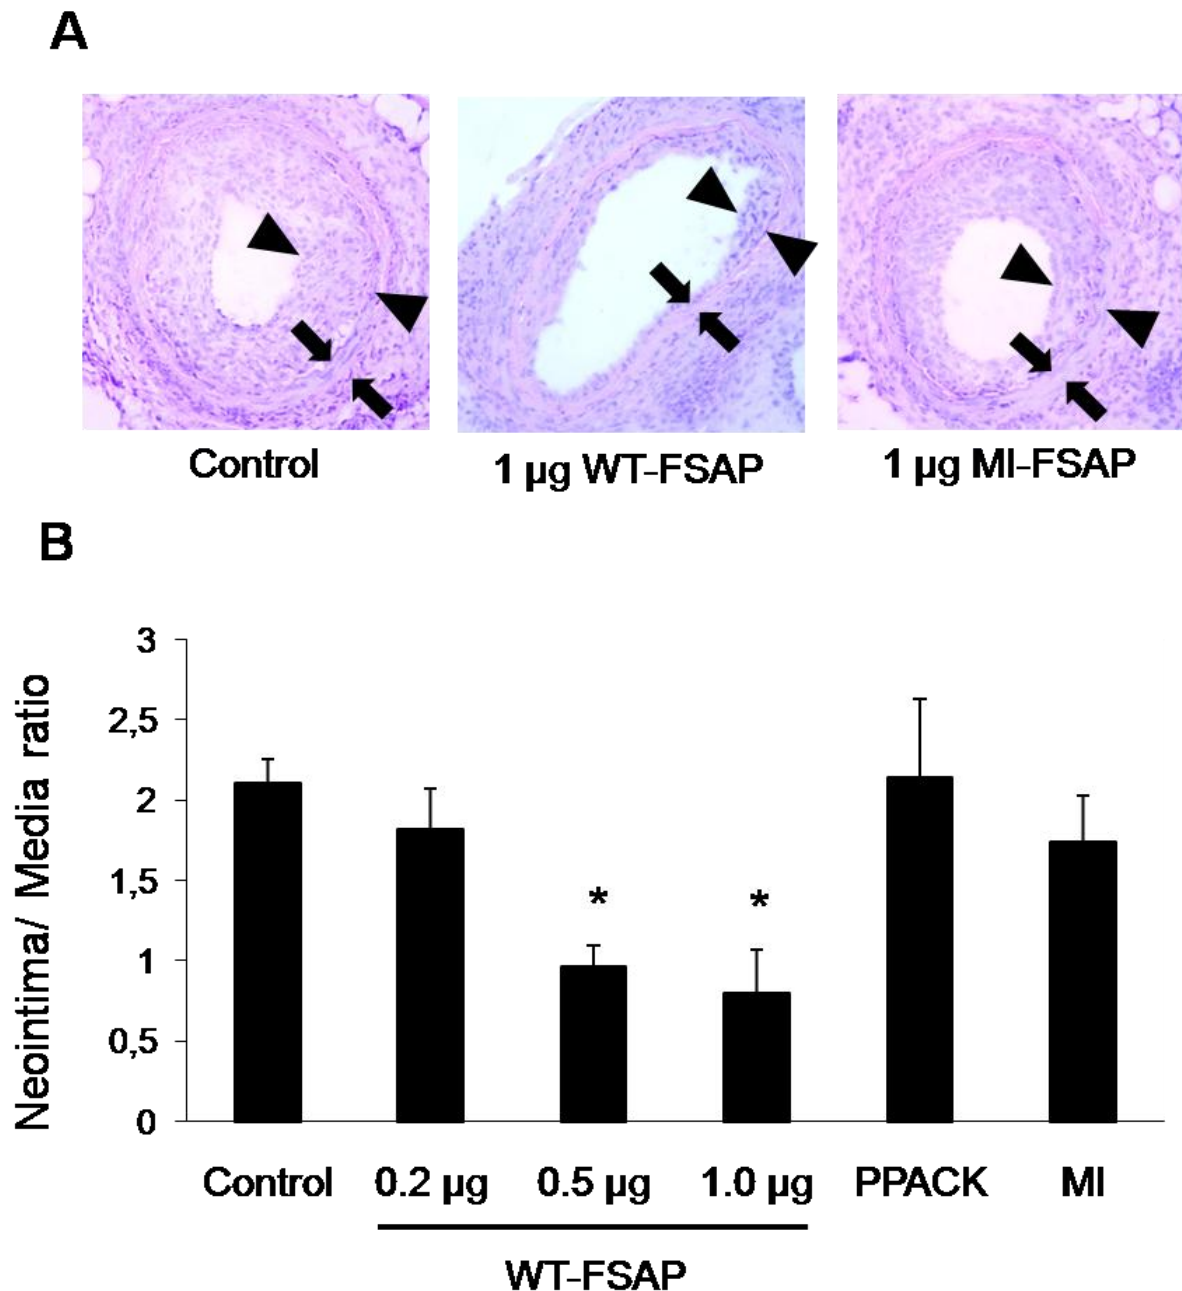 A
Control
1 µg WT-FSAP
1 µg MI-FSAP
B
Neointima/ Media ratio
3
2,5
2
1,5
1
0,5
0
*
*
Control
0.2 µg
0.5 µg
1.0 µg
PPACK
MI
WT-FSAP